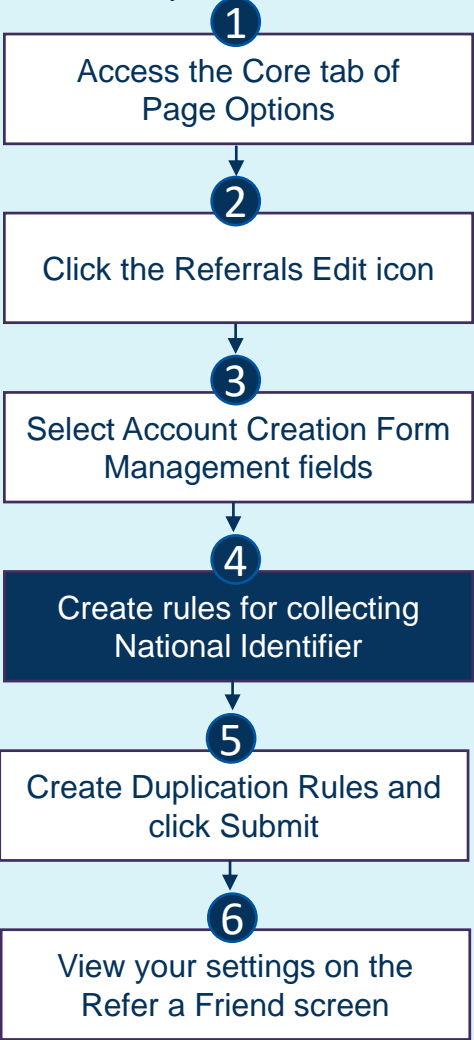 1
Access the Core tab of
Page Options
2
Click the Referrals Edit icon
3
Select Account Creation Form
Management fields
4
Create rules for collecting
National Identifier
5
Create Duplication Rules and
click Submit
6
View your settings on the
Refer a Friend screen